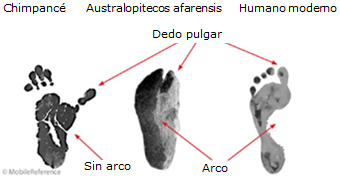 Chimpancé Australopitecos afarensis Humano moderno
Dedo pulgar
Sin arco Arco
© MobileReference